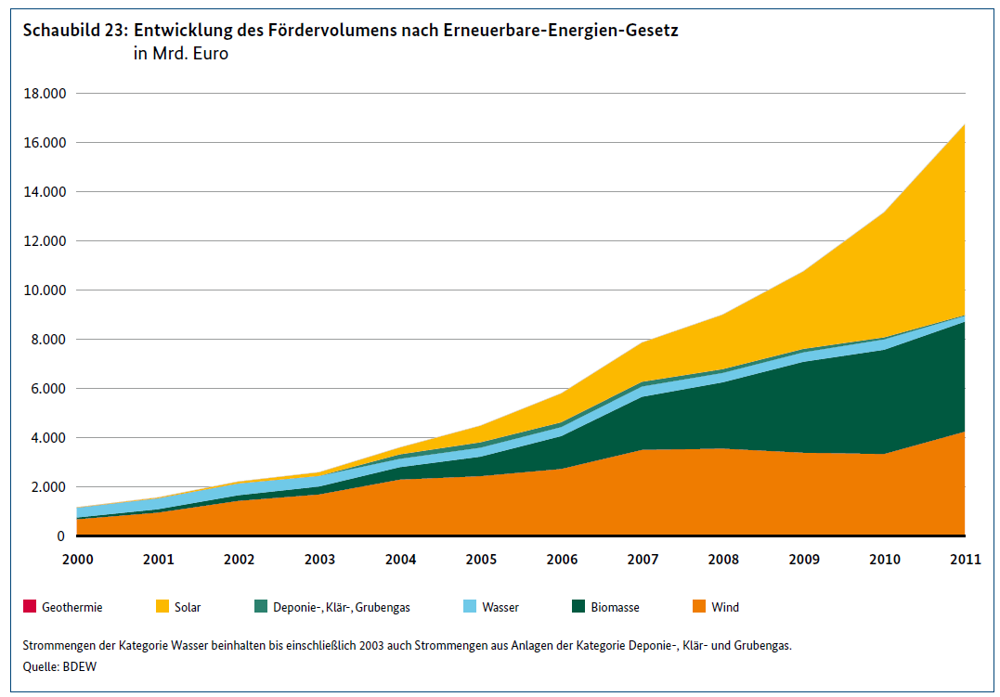 Schaubild 23: Entwicklung des Fördervolumens nach Erneuerbare-Energien-Gesetz
in Mrd. Euro
18.000
16.000
14.000
12.000
10.000
8.000
6.000
4.000
2.000
0
2000 2001 2002 2003 2004 2005 2006 2007 2008 2009 2010 2011
Geothermie Solar Deponie-, Klär-, Grubengas Wasser Biomasse Wind
Strommengen der Kategorie Wasser beinhalten bis einschließlich 2003 auch Strommengen aus Anlagen der Kategorie Deponie-, Klär- und Grubengas.
Quelle: BDEW